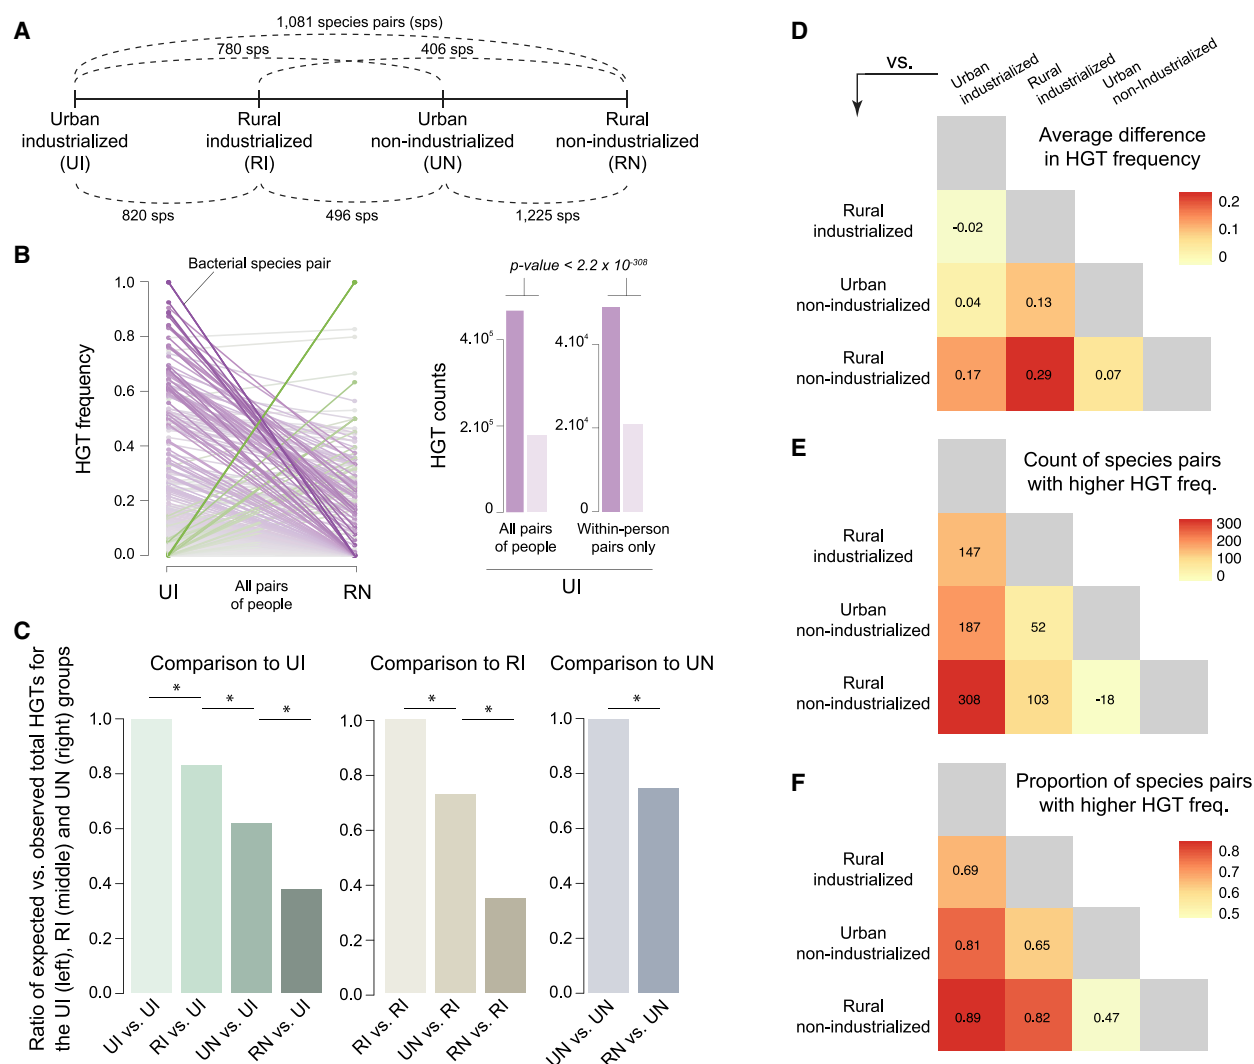 A
1,081 species pairs (sps)
780 sps
406 sps
Urban
industrialized
(UI)
Rural
industrialized
(RI)
Urban
non-industrialized
(UN)
Rural
non-industrialized
(RN)
820 sps
496 sps
1,225 sps
B
HGT frequency
1.0
0.8
0.6
0.4
0.2
0.0
Bacterial species pair
UI
All pairs
of people
RN
p-value < 2.2 x 10-308
HGT counts
4.10⁵
2.10⁵
0
4.10⁴
2.10⁴
0
All pairs
of people
Within-person
pairs only
UI
C
Ratio of expected vs. observed total HGTs for
the UI (left), RI (middle) and UN (right) groups
Comparison to UI
* * *
1.0
0.8
0.6
0.4
0.2
0.0
UI vs. UI
RI vs. UI
UN vs. UI
RN vs. UI
Comparison to RI
* *
1.0
0.8
0.6
0.4
0.2
0.0
RI vs. RI
UN vs. RI
RN vs. RI
Comparison to UN
*
1.0
0.8
0.6
0.4
0.2
0.0
UN vs. UN
RN vs. UN
D
vs.
Urban
industrialized
Rural
industrialized
Urban
non-Industrialized
Average difference
in HGT frequency
0.2
0.1
0
Rural
industrialized
-0.02
Urban
non-industrialized
0.04 0.13
Rural
non-industrialized
0.17 0.29 0.07
E
Count of species pairs
with higher HGT freq.
300
200
100
0
Rural
industrialized
147
Urban
non-industrialized
187 52
Rural
non-industrialized
308 103 -18
F
Proportion of species pairs
with higher HGT freq.
0.8
0.7
0.6
0.5
Rural
industrialized
0.69
Urban
non-industrialized
0.81 0.65
Rural
non-industrialized
0.89 0.82 0.47